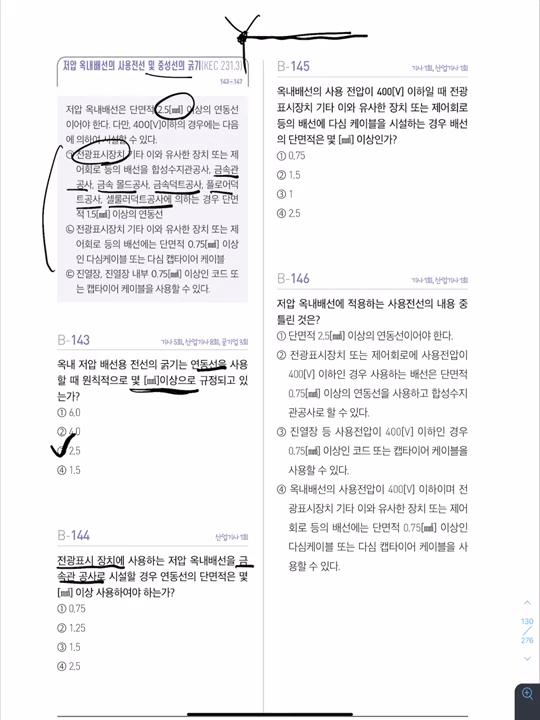 저압 옥내배선의 사용전선 및 중성선의 굵기(KEC 231.3)
143~147
저압 옥내배선은 단면적 2.5[㎟] 이상의 연동선
이어야 한다. 다만, 400[V]이하의 경우에는 다음
에 의하여 시설할 수 있다.
㉠ 전광표시장치 기타 이와 유사한 장치 또는 제
어회로 등의 배선을 합성수지관공사, 금속관
공사, 금속 몰드공사, 금속덕트공사, 플로어덕
트공사, 셀룰러덕트공사에 의하는 경우 단면
적 1.5[㎟] 이상의 연동선
㉡ 전광표시장치 기타 이와 유사한 장치 또는 제
어회로 등의 배선에는 단면적 0.75[㎟] 이상
인 다심케이블 또는 다심 캡타이어 케이블
㉢ 진열장, 진열장 내부 0.75[㎟] 이상인 코드 또
는 캡타이어 케이블을 사용할 수 있다.
B-143
기사 5회, 산업기사 8회, 공기업 3회
옥내 저압 배선용 전선의 굵기는 연동선을 사용
할 때 원칙적으로 몇 [㎟]이상으로 규정되고 있
는가?
① 6.0
② 4.0
2.5
④ 1.5
B-144
산업기사 1회
전광표시 장치에 사용하는 저압 옥내배선을 금
속관 공사로 시설할 경우 연동선의 단면적은 몇
[㎟] 이상 사용하여야 하는가?
① 0.75
② 1.25
③ 1.5
④ 2.5
B-145
기사 1회, 산업기사 1회
옥내배선의 사용 전압이 400[V] 이하일 때 전광
표시장치 기타 이와 유사한 장치 또는 제어회로
등의 배선에 다심 케이블을 시설하는 경우 배선
의 단면적은 몇 [㎟] 이상인가?
① 0.75
② 1.5
③ 1
④ 2.5
B-146
기사 1회, 산업기사 1회
저압 옥내배선에 적용하는 사용전선의 내용 중
틀린 것은?
① 단면적 2.5[㎟] 이상의 연동선이어야 한다.
② 전광표시장치 또는 제어회로에 사용전압이
400[V] 이하인 경우 사용하는 배선은 단면적
0.75[㎟] 이상의 연동선을 사용하고 합성수지
관공사로 할 수 있다.
③ 진열장 등 사용전압이 400[V] 이하인 경우
0.75[㎟] 이상인 코드 또는 캡타이어 케이블을
사용할 수 있다.
④ 옥내배선의 사용전압이 400[V] 이하이며 전
광표시장치 기타 이와 유사한 장치 또는 제어
회로 등의 배선에는 단면적 0.75[㎟] 이상인
다심케이블 또는 다심 캡타이어 케이블을 사
용할 수 있다.
130
276